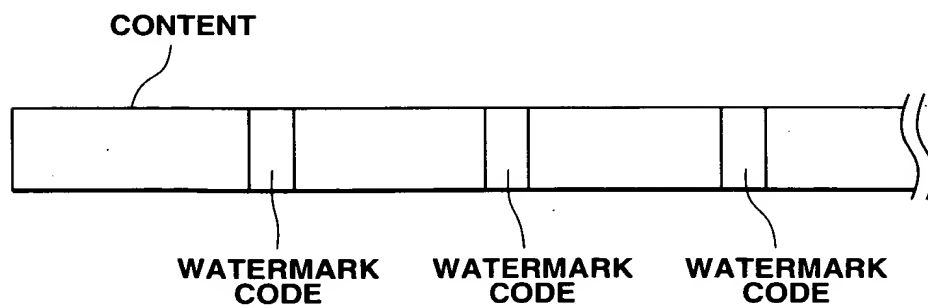 CONTENT
WATERMARK
CODE
WATERMARK
CODE
WATERMARK
CODE